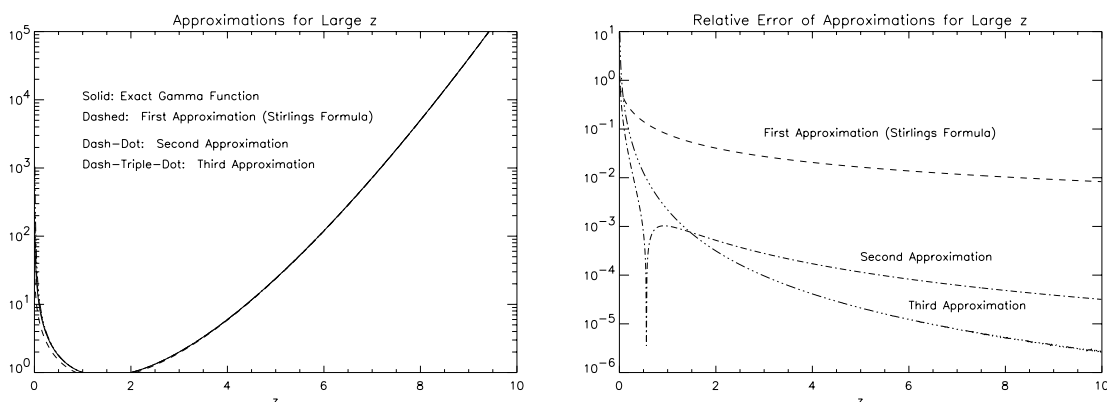 Approximations for Large z
10^5
10^4
10^3
10^2
10^1
10^0
Solid: Exact Gamma Function
Dashed: First Approximation (Stirlings Formula)
Dash-Dot: Second Approximation
Dash-Triple-Dot: Third Approximation
0 2 4 6 8 10
Relative Error of Approximations for Large z
10^1
10^0
10^-1
10^-2
10^-3
10^-4
10^-5
10^-6
First Approximation (Stirlings Formula)
Second Approximation
Third Approximation
0 2 4 6 8 10